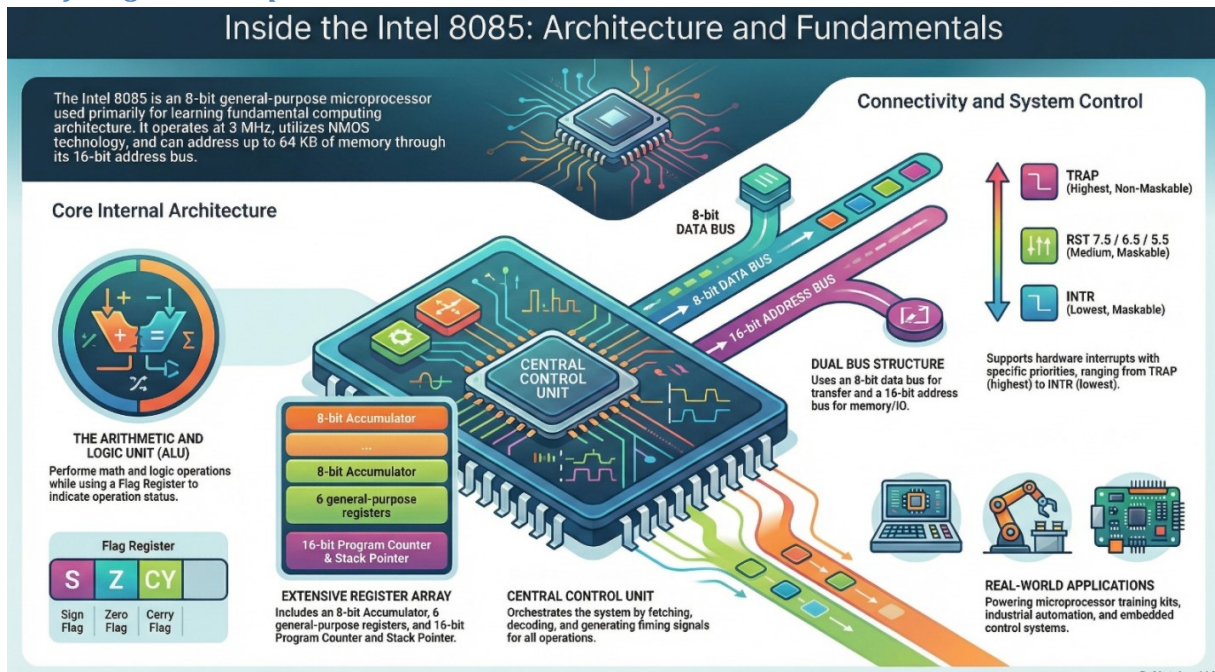 Inside the Intel 8085: Architecture and Fundamentals
The Intel 8085 is an 8-bit general-purpose microprocessor
used primarily for learning fundamental computing
architecture. It operates at 3 MHz, utilizes NMOS
technology, and can address up to 64 KB of memory through
its 16-bit address bus.
Core Internal Architecture
THE ARITHMETIC AND
LOGIC UNIT (ALU)
Performe math and logic operations
while using a Flag Register to
indicate operation status.
Flag Register
S Z CY
Sign Flag
Zero Flag
Cerry Flag
8-bit Accumulator
...
8-bit Accumulator
6 general-purpose
registers
16-bit Program Counter
& Stack Pointer
EXTENSIVE REGISTER ARRAY
Includes an 8-bit Accumulator, 6
general-purpose registers, and 16-bit
Program Counter and Stack Pointer.
CENTRAL
CONTROL
UNIT
CENTRAL CONTROL UNIT
Orchestrates the system by fetching,
decoding, and generating fiming signals
for all operations.
8-bit
DATA BUS
8-bit DATA BUS
16-bit ADDRESS BUS
Connectivity and System Control
DUAL BUS STRUCTURE
Uses an 8-bit data bus for
transfer and a 16-bit address
bus for memory/IO.
TRAP
(Highest, Non-Maskable)
RST 7.5 / 6.5 / 5.5
(Medium, Maskable)
INTR
(Lowest, Maskable)
Supports hardware interrupts with
specific priorities, ranging from TRAP
(highest) to INTR (lowest).
REAL-WORLD APPLICATIONS
Powering microprocessor training kits,
industrial automation, and embedded
control systems.